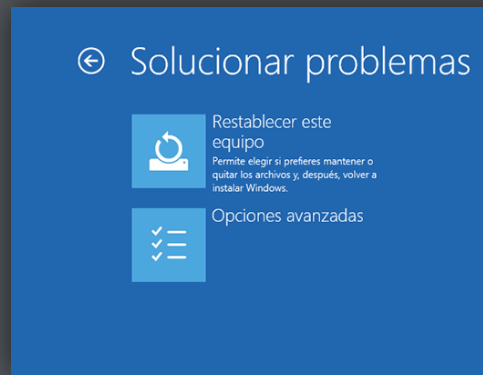 Solucionar problemas
Restablecer este
equipo
Permite elegir si prefieres mantener o
quitar los archivos y, después, volver a
instalar Windows.
Opciones avanzadas